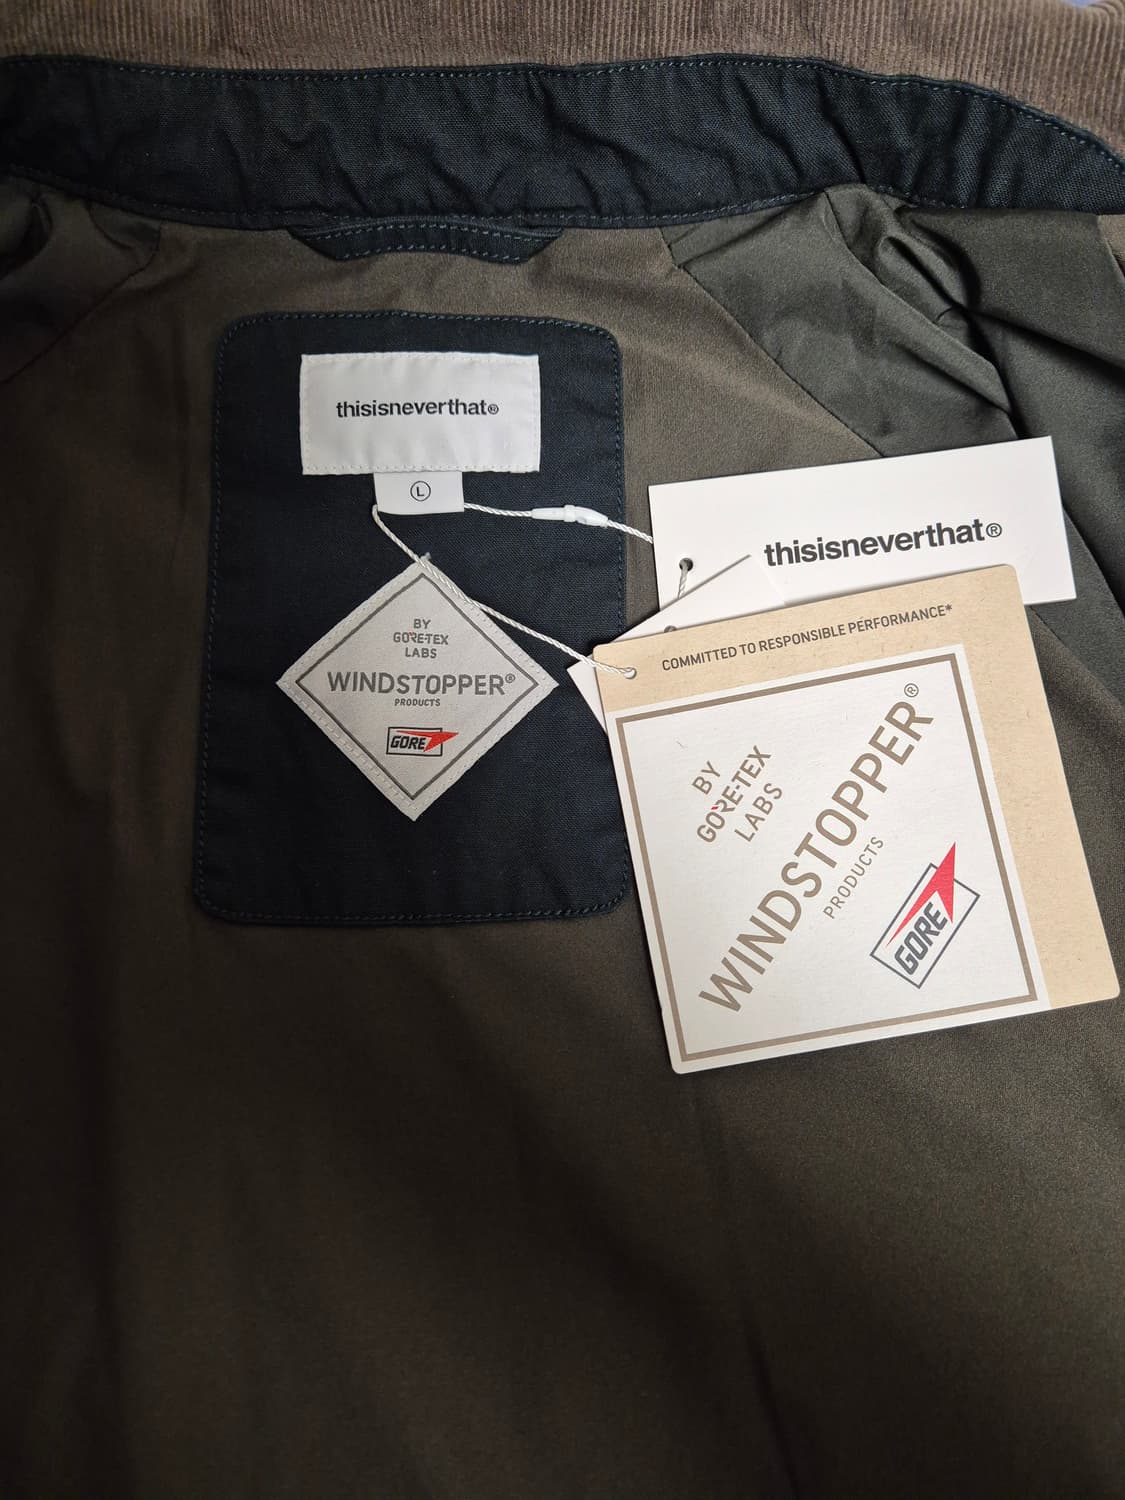 thisisneverthat®
L
BY
GORE-TEX
LABS
WINDSTOPPER®
PRODUCTS
GORE
thisisneverthat®
COMMITTED TO RESPONSIBLE PERFORMANCE*
BY
GORE-TEX
LABS
WINDSTOPPER®
PRODUCTS
GORE